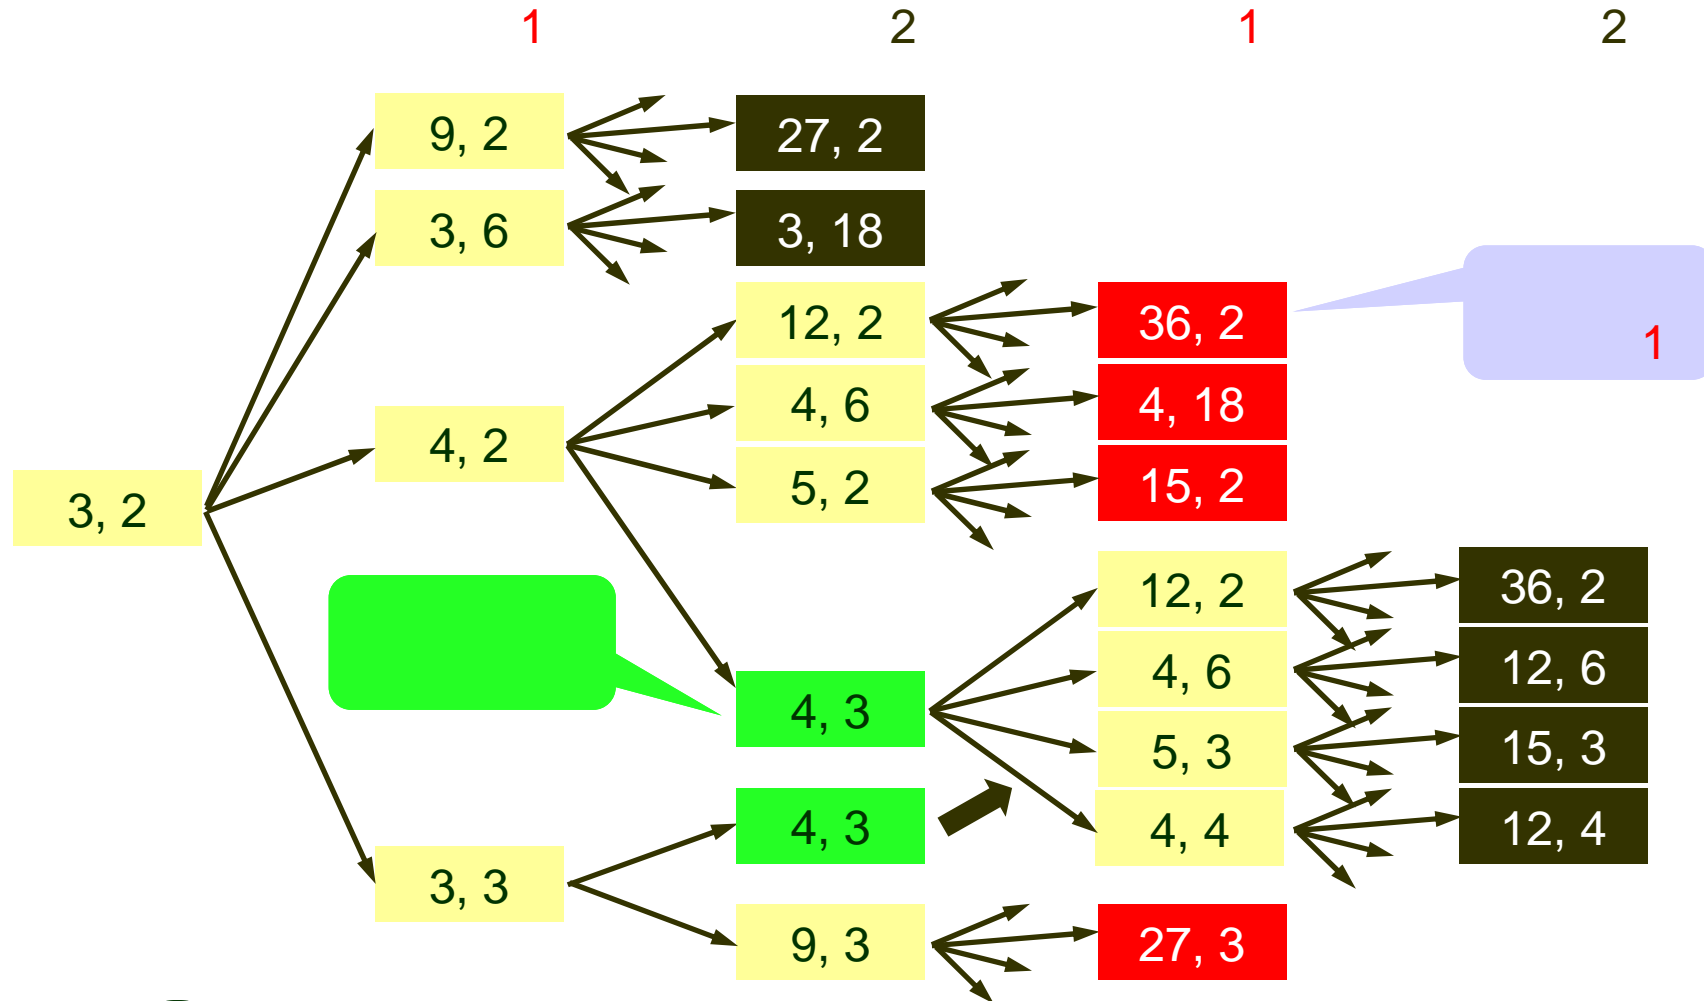 1 2 1 2
9, 2 27, 2
3, 6 3, 18
12, 2 36, 2
1
4, 6 4, 18
4, 2
5, 2 15, 2
3, 2
12, 2 36, 2
4, 6 12, 6
4, 3
5, 3 15, 3
4, 3 4, 4 12, 4
3, 3
9, 3 27, 3